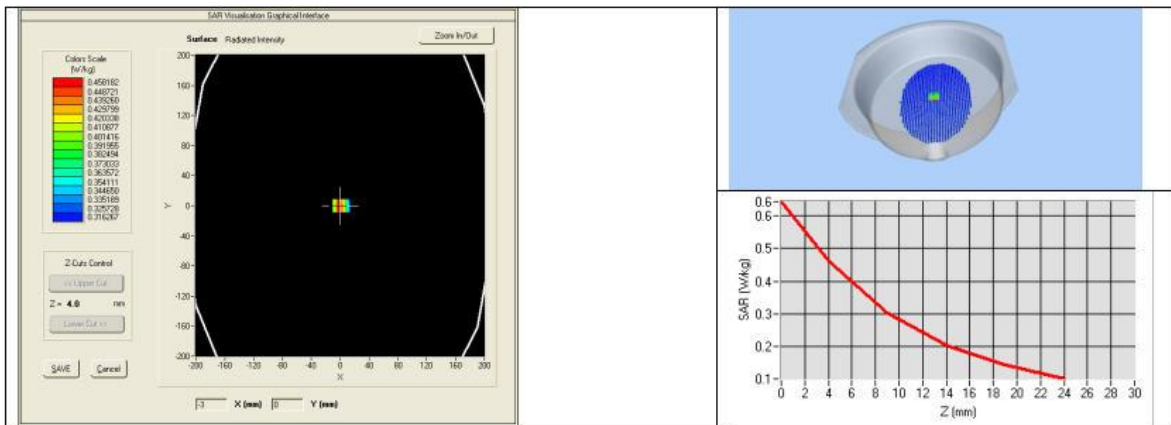 SAR Visualisation Graphical Interface
Surface Radiated Intensity
Zoom In/Out
Colors Scale
(W/kg)
0.458182
0.448721
0.439260
0.429799
0.420338
0.410877
0.401416
0.391955
0.382494
0.373033
0.363572
0.354111
0.344650
0.335189
0.325728
0.316267
Z-Cuts Control
<< Upper Cut
Z = 4.0 mm
Lower Cut >>
SAVE Cancel
200
160
120
80
40
0
-40
-80
-120
-160
-200
Y
-200 -160 -120 -80 -40 0 40 80 120 160 200
X
-3 X (mm) 0 Y (mm)
0.6
0.6
0.5
0.4
0.3
0.2
0.1
SAR (W/kg)
0 2 4 6 8 10 12 14 16 18 20 22 24 26 28 30
Z (mm)